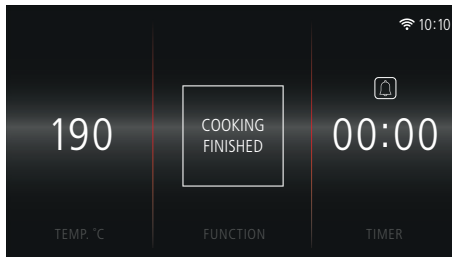 10:10
190
COOKING
FINISHED
00:00
TEMP. °C
FUNCTION
TIMER